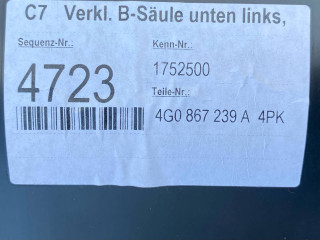 C7 Verkl. B-Säule unten links,
Sequenz-Nr.: Kenn-Nr.:
4723 1752500
Teile-Nr.:
4G0 867 239 A 4PK